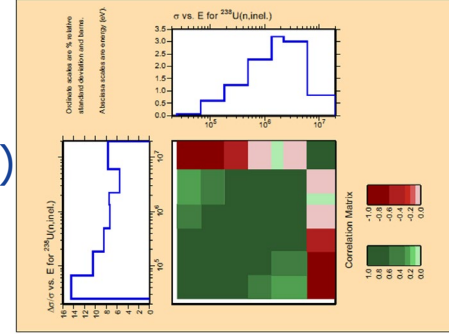 )
Ordinate scales are % relative
standard deviation and barns.
Abscissa scales are energy (eV).
σ vs. E for ²³⁸U(n,inel.)
3.5
3.0
2.5
2.0
1.5
1.0
0.5
0.0
10⁵ 10⁶ 10⁷
Δσ/σ vs. E for ²³⁸U(n,inel.)
16 14 12 10 8 6 4 2 0
10⁷
10⁶
10⁵
Correlation Matrix
-1.0 -0.8 -0.6 -0.4 -0.2 0.0
1.0 0.8 0.6 0.4 0.2 0.0